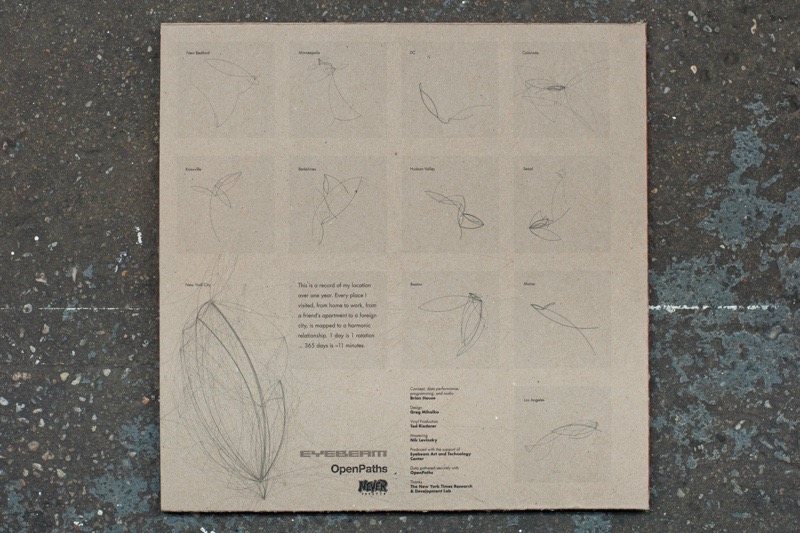 New Bedford
Minneapolis
DC
Colorado
Knoxville
Berkshires
Hudson Valley
New York City
This is a record of my location
over one year. Every place I
visited, from home to work, from
a friend's apartment to a foreign
city, is mapped to a harmonic
relationship. 1 day is 1 rotation
... 365 days is ~11 minutes.
Boston
Maine
Los Angeles
Concept, data performance,
programming, and audio
Brian House
Design
Greg Mihalko
Vinyl Production
Ted Riederer
Mastering
Nik Lovinsky
Produced with the support of
Eyebeam Art and Technology
Center
Data gathered securely with
OpenPaths
Thanks
The New York Times Research
& Development Lab
EYEBEAM
OpenPaths
NEVER
RECORDS